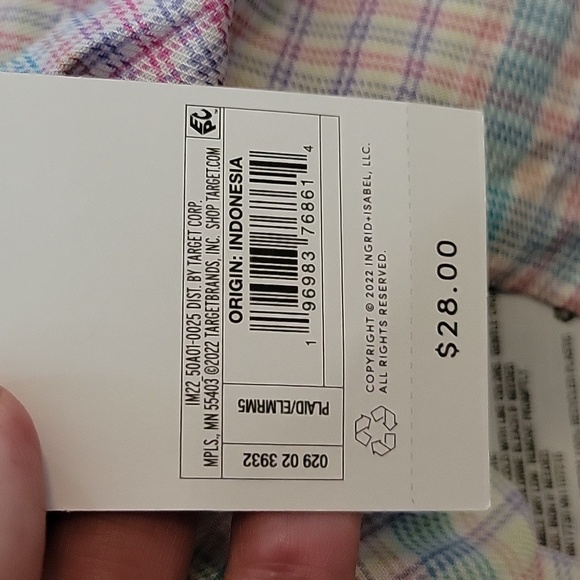 IM22 50A01-0025 DIST. BY TARGET CORP.
MPLS., MN 55403 ©2022 TARGETBRANDS, INC. SHOP TARGET.COM
EPC
ORIGIN: INDONESIA
1 96983 76861 4
029 02 3932
PLAID/ELMRM5
COPYRIGHT © 2022 INGRID+ISABEL, LLC.
ALL RIGHTS RESERVED.
$28.00